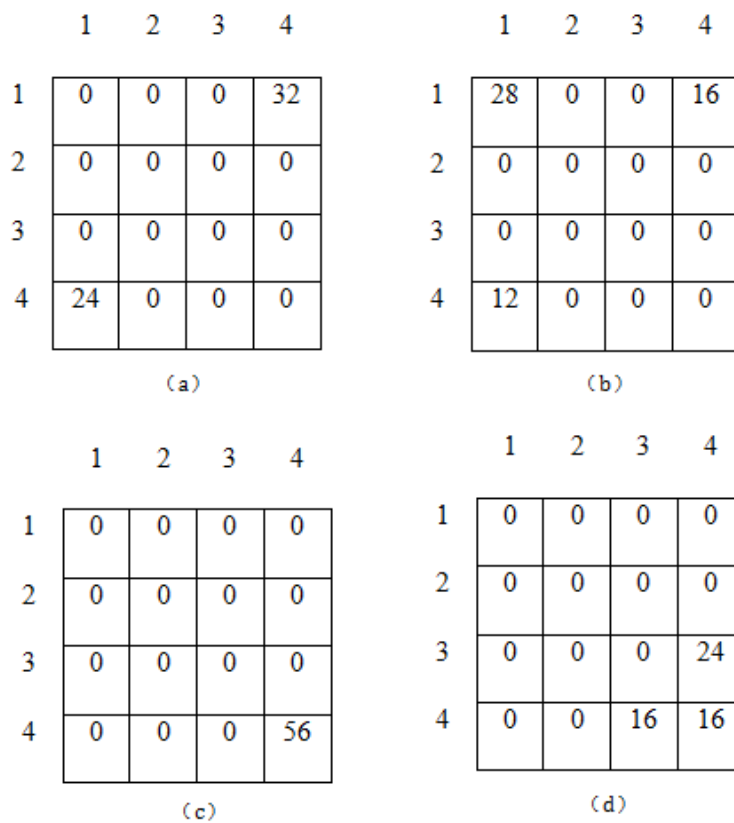 1 2 3 4
1 0 0 0 32
2 0 0 0 0
3 0 0 0 0
4 24 0 0 0
(a)
1 2 3 4
1 28 0 0 16
2 0 0 0 0
3 0 0 0 0
4 12 0 0 0
(b)
1 2 3 4
1 0 0 0 0
2 0 0 0 0
3 0 0 0 0
4 0 0 0 56
(c)
1 2 3 4
1 0 0 0 0
2 0 0 0 0
3 0 0 0 24
4 0 0 16 16
(d)